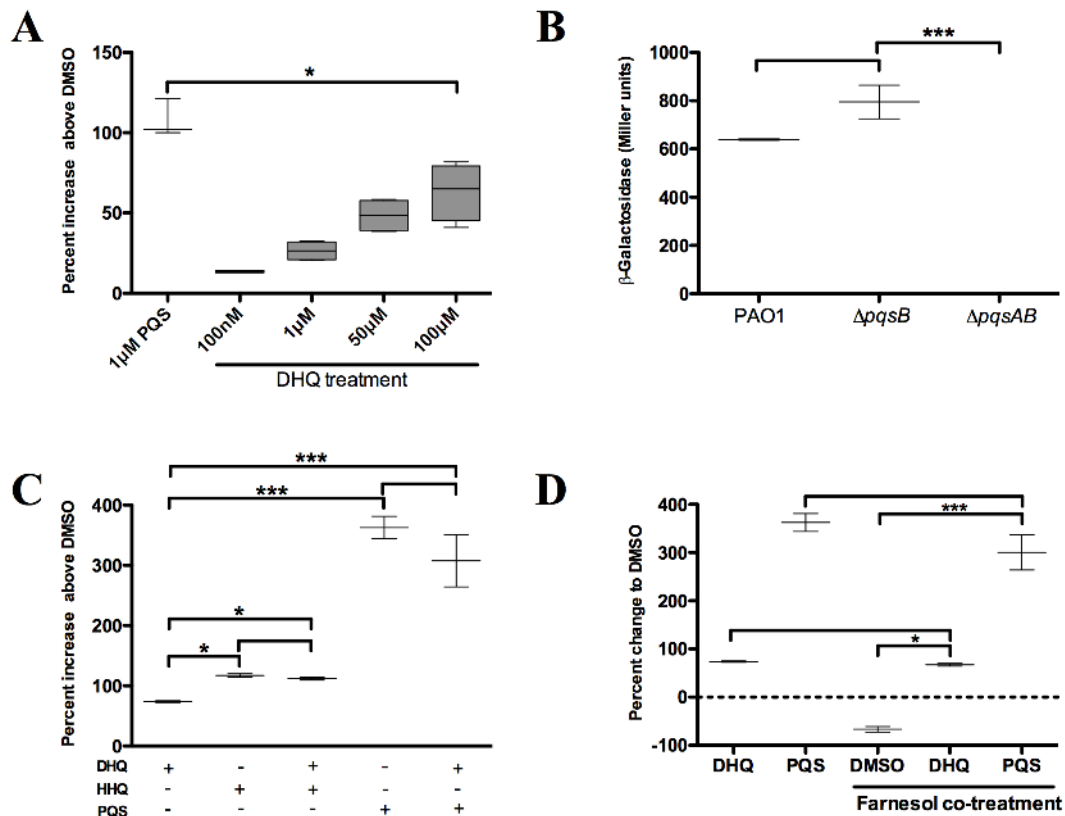 A
Percent increase above DMSO
150
100
50
0
*
1µM PQS
100nM
1µM
50µM
100µM
DHQ treatment
B
β-Galactosidase (Miller units)
1000
800
600
400
200
0
***
PAO1
ΔpqsB
ΔpqsAB
C
Percent increase above DMSO
400
300
200
100
0
***
***
*
*
DHQ + - + - +
HHQ - + + - -
PQS - - - + +
D
Percent change to DMSO
400
300
200
100
0
-100
***
*
DHQ
PQS
DMSO
DHQ
PQS
Farnesol co-treatment